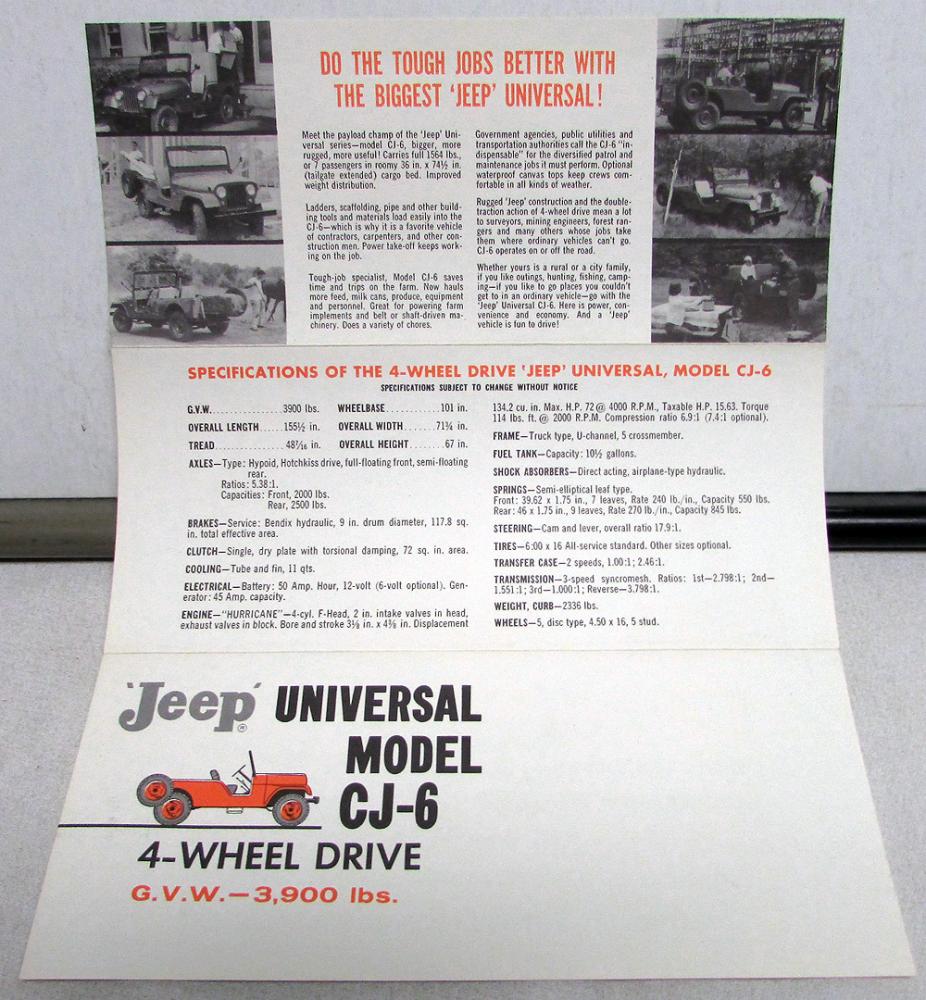 DO THE TOUGH JOBS BETTER WITH
THE BIGGEST 'JEEP' UNIVERSAL!
Meet the payload champ of the 'Jeep' Uni-
versal series—model CJ-6, bigger, more
rugged, more useful! Carries full 1564 lbs.,
or 7 passengers in roomy 36 in. x 74½ in.
(tailgate extended) cargo bed. Improved
weight distribution.
Ladders, scaffolding, pipe and other build-
ing tools and materials load easily into the
CJ-6—which is why it is a favorite vehicle
of contractors, carpenters, and other con-
struction men. Power take-off keeps work-
ing on the job.
Tough-job specialist, Model CJ-6 saves
time and trips on the farm. Now hauls
more feed, milk cans, produce, equipment
and personnel. Great for powering farm
implements and belt or shaft-driven ma-
chinery. Does a variety of chores.
Government agencies, public utilities and
transportation authorities call the CJ-6 "in-
dispensable" for the diversified patrol and
maintenance jobs it must perform. Optional
waterproof canvas tops keep crews com-
fortable in all kinds of weather.
Rugged 'Jeep' construction and the double-
traction action of 4-wheel drive mean a lot
to surveyors, mining engineers, forest ran-
gers and many others whose jobs take
them where ordinary vehicles can't go.
CJ-6 operates on or off the road.
Whether yours is a rural or a city family,
if you like outings, hunting, fishing, camp-
ing—if you like to go places you couldn't
get to in an ordinary vehicle—go with the
'Jeep' Universal CJ-6. Here is power, con-
venience and economy. And a 'Jeep'
vehicle is fun to drive!
SPECIFICATIONS OF THE 4-WHEEL DRIVE 'JEEP' UNIVERSAL, MODEL CJ-6
SPECIFICATIONS SUBJECT TO CHANGE WITHOUT NOTICE
G.V.W. 3900 lbs. WHEELBASE 101 in.
OVERALL LENGTH 155½ in. OVERALL WIDTH 71¾ in.
TREAD 48 7/16 in. OVERALL HEIGHT 67 in.
AXLES—Type: Hypoid, Hotchkiss drive, full-floating front, semi-floating
rear.
Ratios: 5.38:1.
Capacities: Front, 2000 lbs.
Rear, 2500 lbs.
BRAKES—Service: Bendix hydraulic, 9 in. drum diameter, 117.8 sq.
in. total effective area.
CLUTCH—Single, dry plate with torsional damping, 72 sq. in. area.
COOLING—Tube and fin, 11 qts.
ELECTRICAL—Battery: 50 Amp. Hour, 12-volt (6-volt optional). Gen-
erator: 45 Amp. capacity.
ENGINE—"HURRICANE"—4-cyl. F-Head, 2 in. intake valves in head,
exhaust valves in block. Bore and stroke 3⅛ in. x 4⅜ in. Displacement
134.2 cu. in. Max. H.P. 72 @ 4000 R.P.M., Taxable H.P. 15.63. Torque
114 lbs. ft. @ 2000 R.P.M. Compression ratio 6.9:1 (7.4:1 optional).
FRAME—Truck type, U-channel, 5 crossmember.
FUEL TANK—Capacity: 10½ gallons.
SHOCK ABSORBERS—Direct acting, airplane-type hydraulic.
SPRINGS—Semi-elliptical leaf type.
Front: 39.62 x 1.75 in., 7 leaves, Rate 240 lb./in., Capacity 550 lbs.
Rear: 46 x 1.75 in., 9 leaves, Rate 270 lb./in., Capacity 845 lbs.
STEERING—Cam and lever, overall ratio 17.9:1.
TIRES—6:00 x 16 All-service standard. Other sizes optional.
TRANSFER CASE—2 speeds, 1.00:1; 2.46:1.
TRANSMISSION—3-speed syncromesh. Ratios: 1st—2.798:1; 2nd—
1.551:1; 3rd—1.000:1; Reverse—3.798:1.
WEIGHT, CURB—2336 lbs.
WHEELS—5, disc type, 4.50 x 16, 5 stud.
'Jeep'® UNIVERSAL
MODEL
CJ-6
4-WHEEL DRIVE
G.V.W.—3,900 lbs.